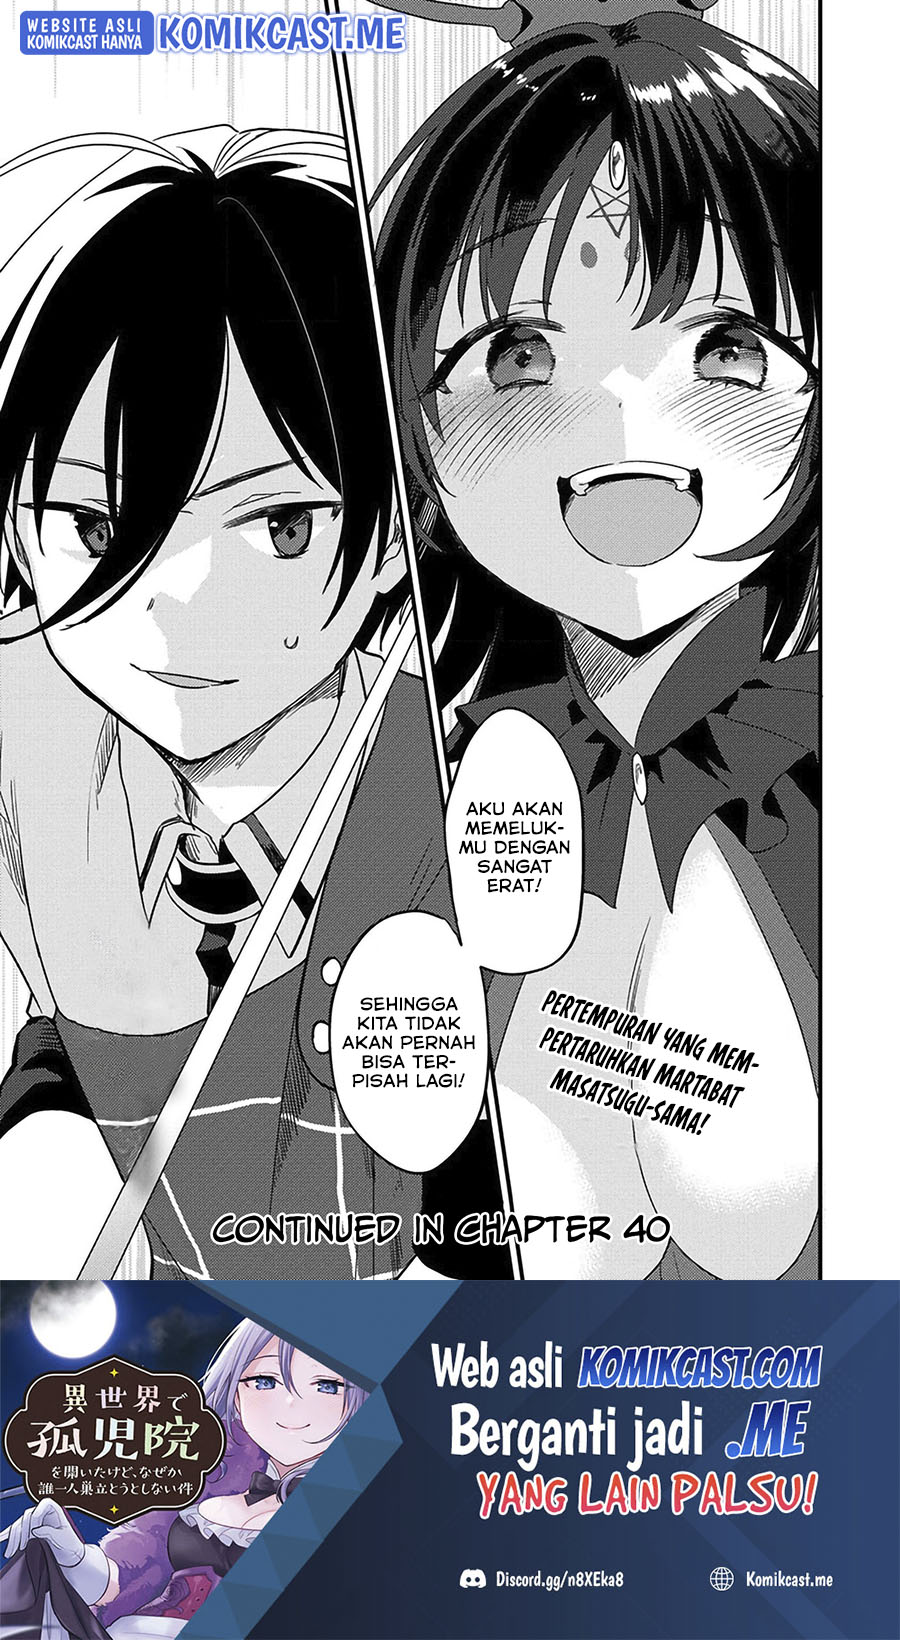 WEBSITE ASLI
KOMIKCAST HANYA
KOMIKCAST.ME
AKU AKAN
MEMELUK-
MU DENGAN
SANGAT
ERAT!
SEHINGGA
KITA TIDAK
AKAN PERNAH
BISA TER-
PISAH LAGI!
PERTEMPURAN YANG MEM-
PERTARUHKAN MARTABAT
MASATSUGU-SAMA!
CONTINUED IN CHAPTER 40
異世界で
孤児院
を開いたけど、なぜか
誰一人巣立とうとしない件
Web asli KOMIKCAST.COM
Berganti jadi .ME
YANG LAIN PALSU!
Discord.gg/n8XEka8
Komikcast.me